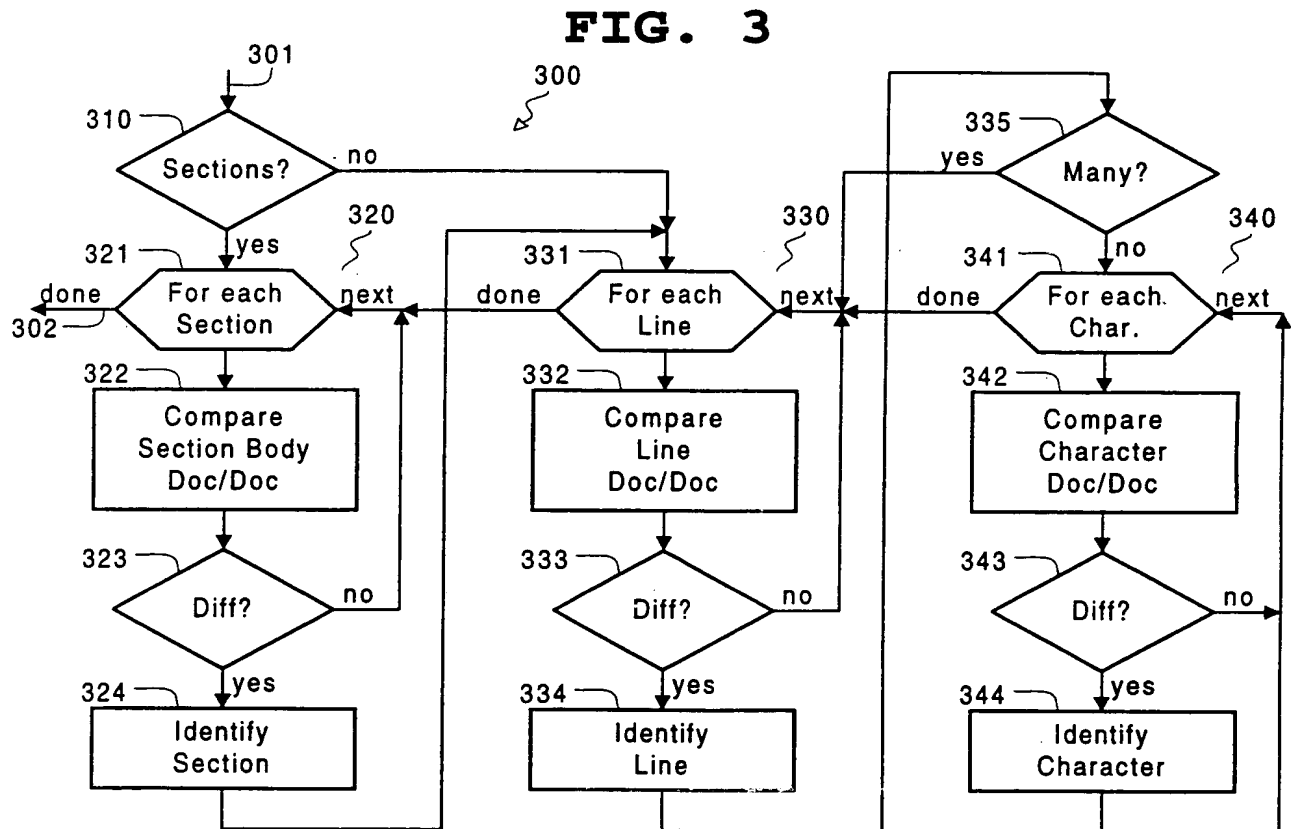 FIG. 3
301
300
310
Sections?
no
yes
335
Many?
yes
no
320
321
For each
Section
done
302
next
322
Compare
Section Body
Doc/Doc
323
Diff?
no
yes
324
Identify
Section
330
331
For each
Line
done
next
332
Compare
Line
Doc/Doc
333
Diff?
no
yes
334
Identify
Line
340
341
For each
Char.
done
next
342
Compare
Character
Doc/Doc
343
Diff?
no
yes
344
Identify
Character